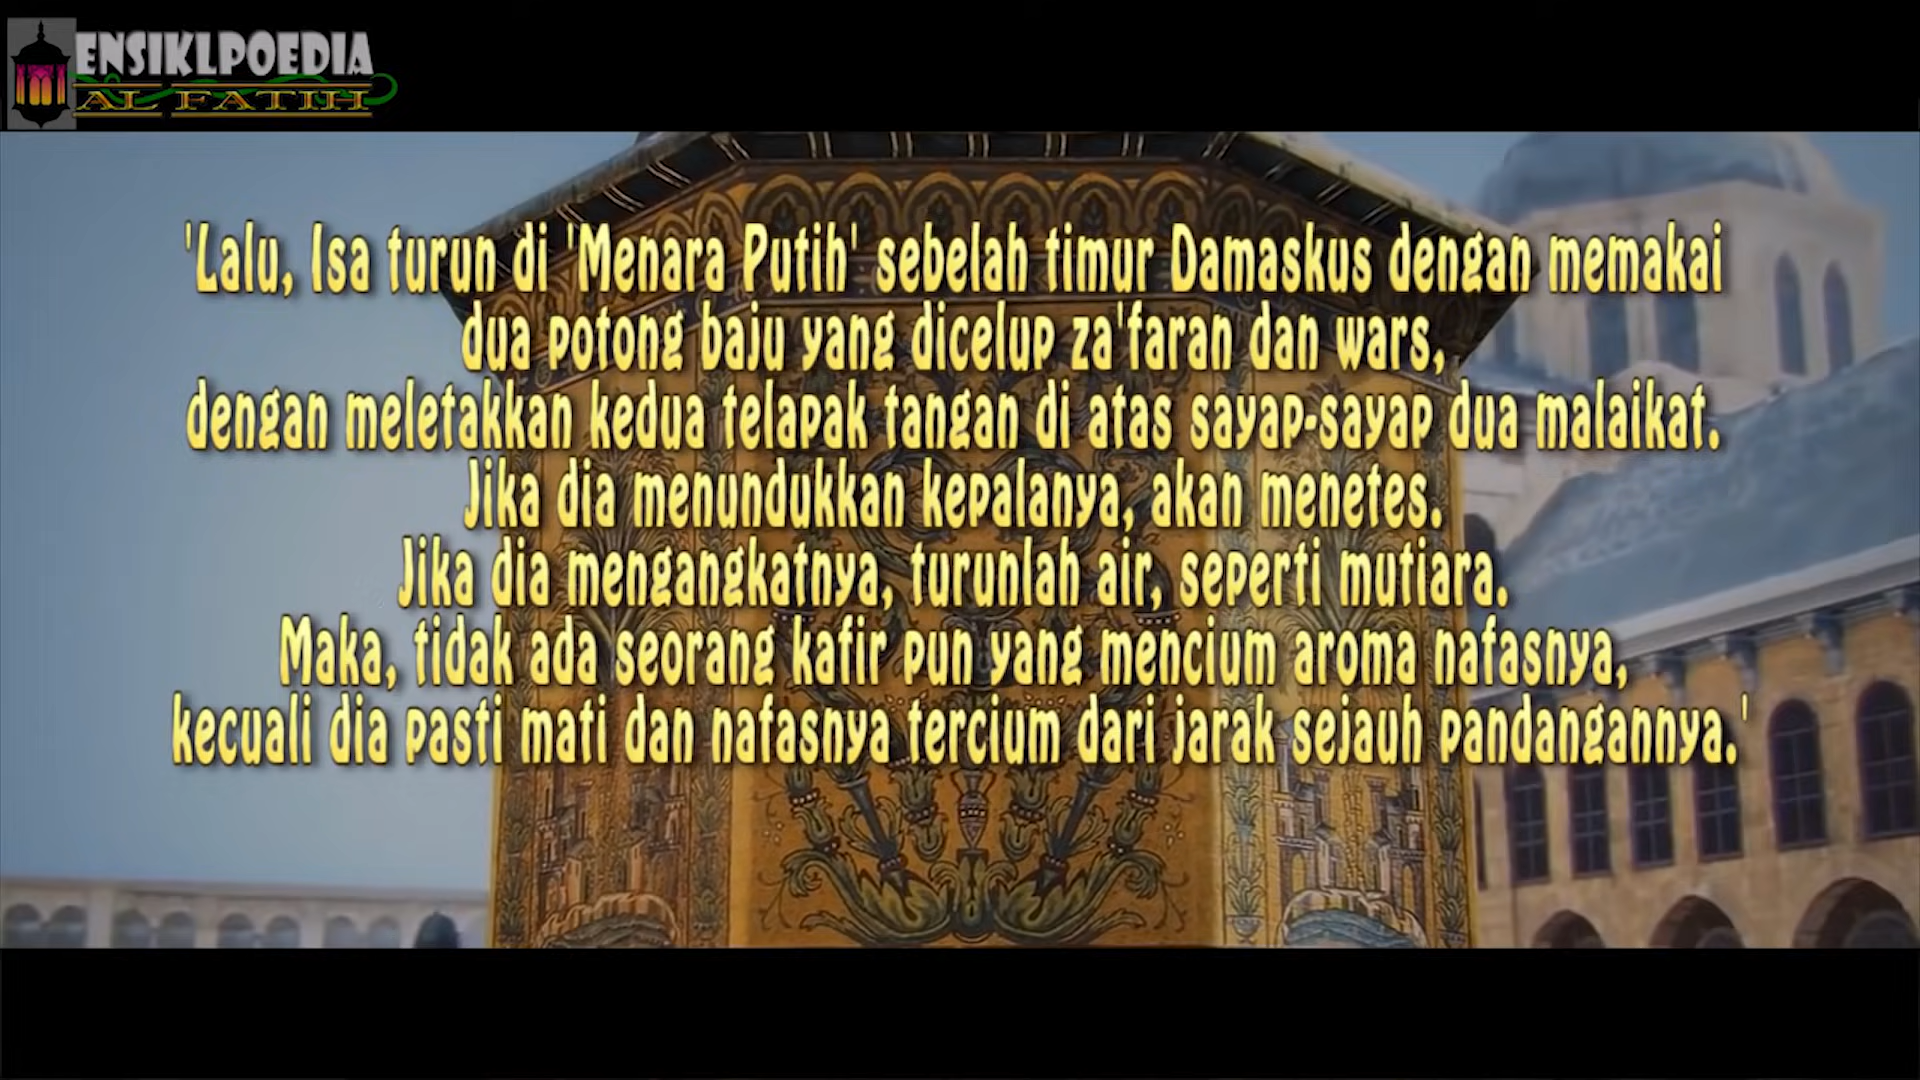 ENSIKLPOEDIA
AL FATIH
'Lalu, Isa turun di 'Menara Putih' sebelah timur Damaskus dengan memakai
dua potong baju yang dicelup za'faran dan wars,
dengan meletakkan kedua telapak tangan di atas sayap-sayap dua malaikat.
Jika dia menundukkan kepalanya, akan menetes.
Jika dia mengangkatnya, turunlah air, seperti mutiara.
Maka, tidak ada seorang kafir pun yang mencium aroma nafasnya,
kecuali dia pasti mati dan nafasnya tercium dari jarak sejauh pandangannya.'